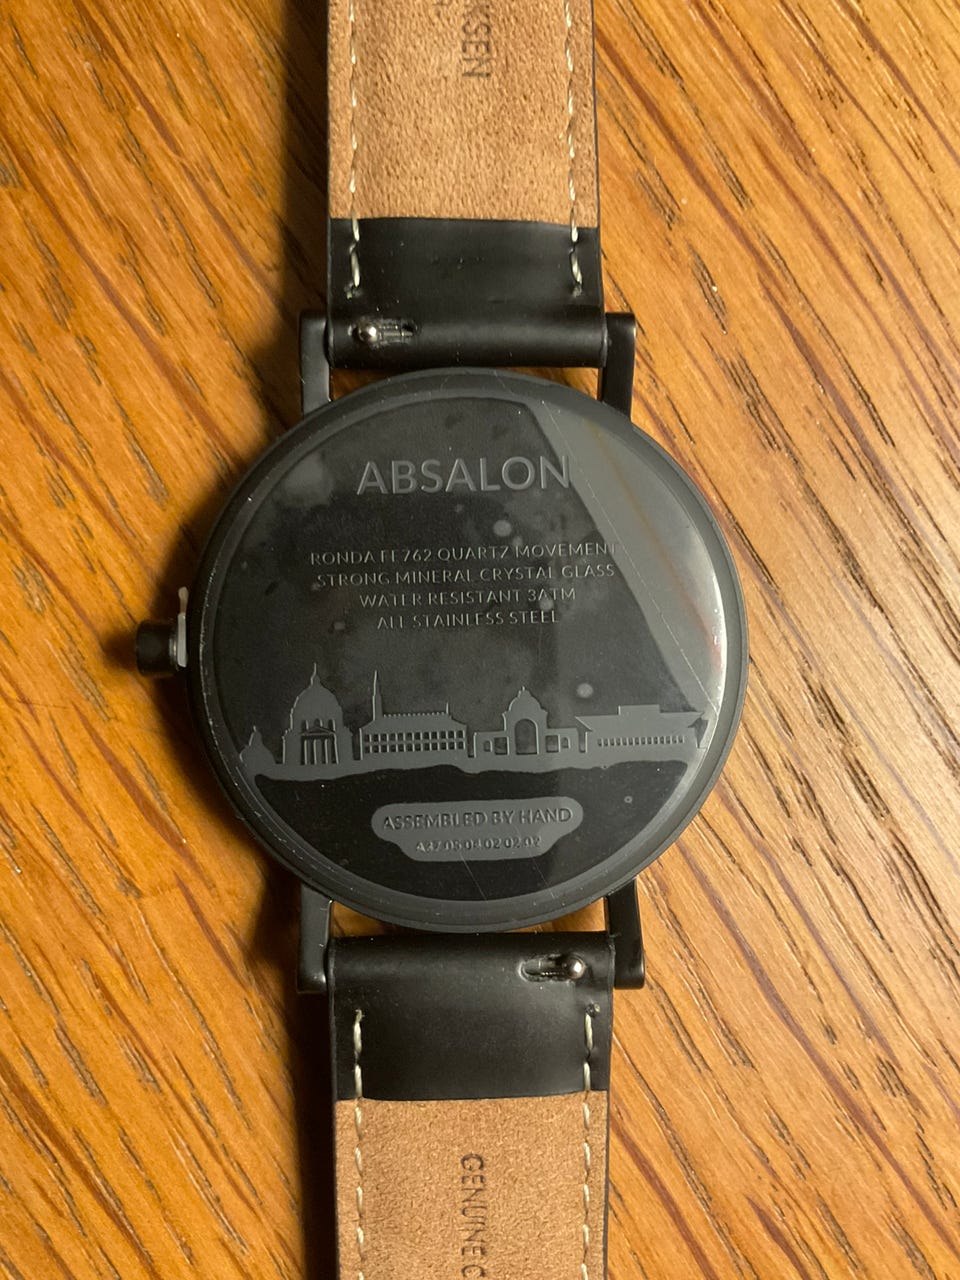 SEN
ABSALON
RONDA FE762 QUARTZ MOVEMENT
STRONG MINERAL CRYSTAL GLASS
WATER RESISTANT 3ATM
ALL STAINLESS STEEL
ASSEMBLED BY HAND
GENUINE